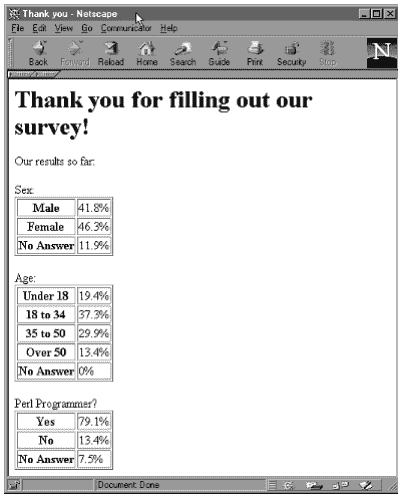 Thank you - Netscape
File Edit View Go Communicator Help
Back Forward Reload Home Search Guide Print Security Stop
N
Thank you for filling out our
survey!
Our results so far:
Sex:
Male 41.8%
Female 46.3%
No Answer 11.9%
Age:
Under 18 19.4%
18 to 34 37.3%
35 to 50 29.9%
Over 50 13.4%
No Answer 0%
Perl Programmer?
Yes 79.1%
No 13.4%
No Answer 7.5%
Document: Done